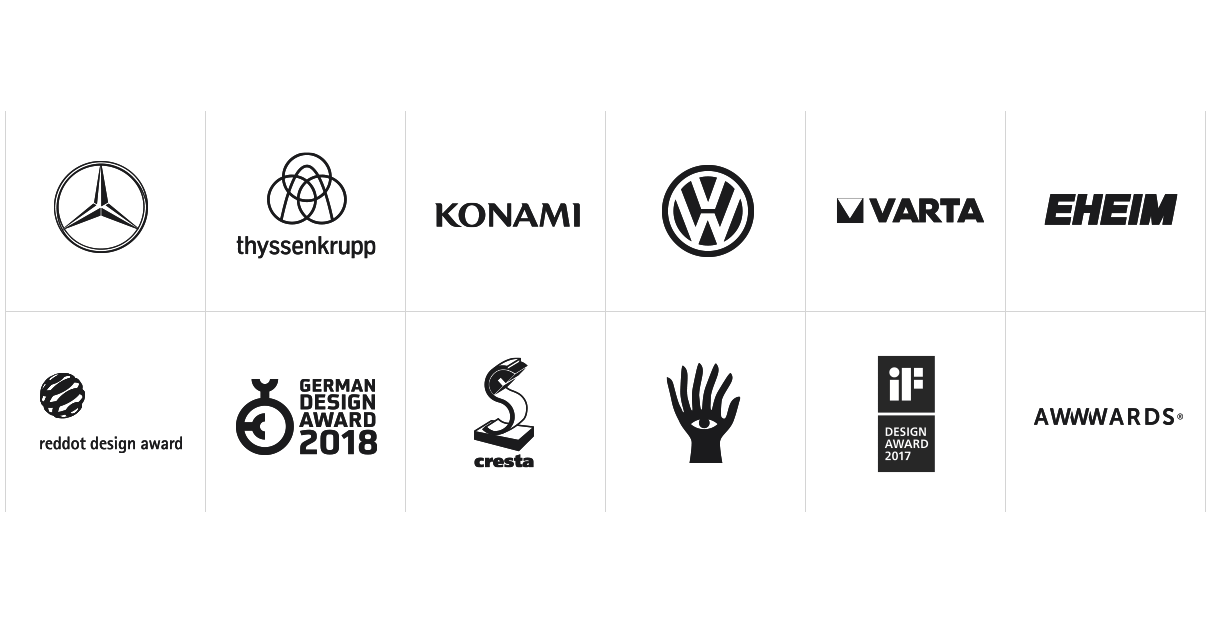 thyssenkrupp
KONAMI
VARTA
EHEIM
reddot design award
GERMAN
DESIGN
AWARD
2018
cresta
iF
DESIGN
AWARD
2017
AWWWARDS®